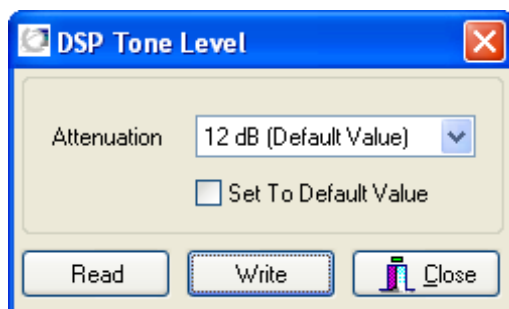 DSP Tone Level
Attenuation 12 dB (Default Value)
Set To Default Value
Read Write Close